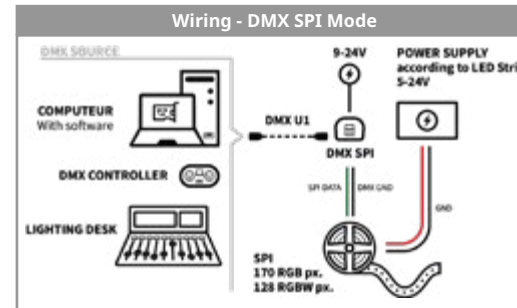 Wiring - DMX SPI Mode
DMX SOURCE
COMPUTEUR
With software
DMX CONTROLLER
LIGHTING DESK
DMX U1
9-24V
DMX SPI
SPI DATA
DMX GND
POWER SUPPLY
according to LED Stri
5-24V
GND
SPI
170 RGB px.
128 RGBW px.